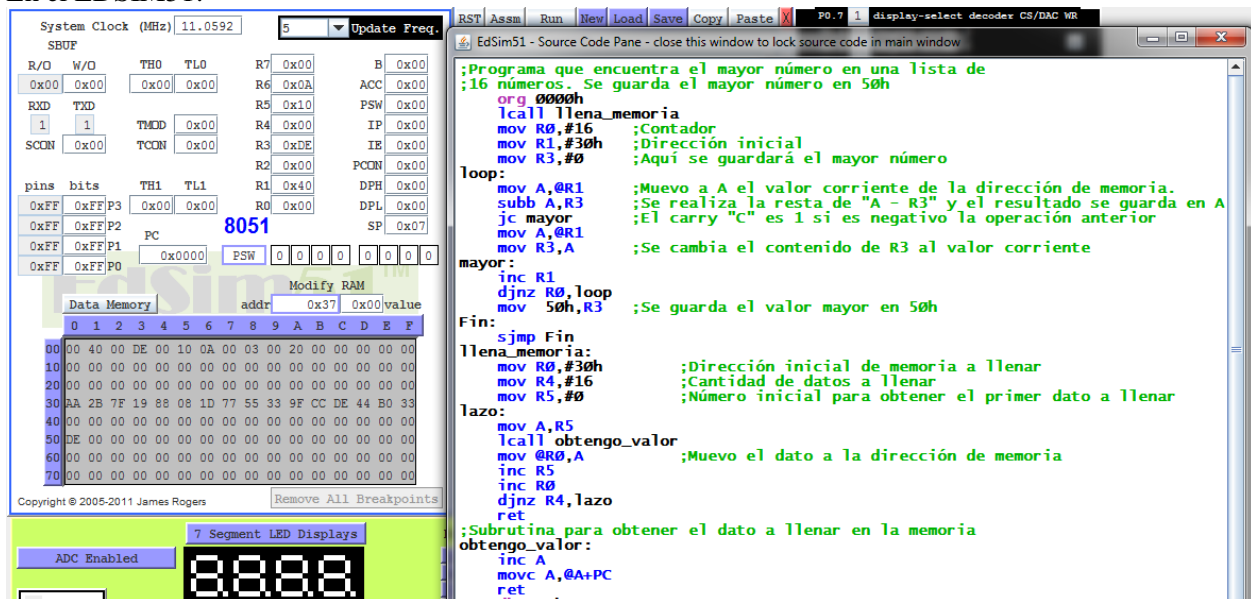 System Clock (MHz) 11.0592 5 Update Freq.
SBUF
R/O W/O TH0 TL0 R7 0x00 B 0x00
0x00 0x00 0x00 0x00 R6 0x0A ACC 0x00
RXD TXD R5 0x10 PSW 0x00
1 1 TMOD 0x00 R4 0x00 IP 0x00
SCON 0x00 TCON 0x00 R3 0xDE IE 0x00
R2 0x00 PCON 0x00
pins bits TH1 TL1 R1 0x40 DPH 0x00
0xFF 0xFF P3 0x00 0x00 R0 0x00 DPL 0x00
0xFF 0xFF P2 8051 SP 0x07
0xFF 0xFF P1 PC
0x0000 PSW 0 0 0 0 0 0 0 0
0xFF 0xFF P0
EdSim51 TM
Modify RAM
Data Memory addr 0x37 0x00 value
0 1 2 3 4 5 6 7 8 9 A B C D E F
00 00 40 00 DE 00 10 0A 00 03 00 20 00 00 00 00 00
10 00 00 00 00 00 00 00 00 00 00 00 00 00 00 00 00
20 00 00 00 00 00 00 00 00 00 00 00 00 00 00 00 00
30 AA 2B 7F 19 88 08 1D 77 55 33 9F CC DE 44 B0 33
40 00 00 00 00 00 00 00 00 00 00 00 00 00 00 00 00
50 DE 00 00 00 00 00 00 00 00 00 00 00 00 00 00 00
60 00 00 00 00 00 00 00 00 00 00 00 00 00 00 00 00
70 00 00 00 00 00 00 00 00 00 00 00 00 00 00 00 00
Copyright © 2005-2011 James Rogers Remove All Breakpoints
7 Segment LED Displays
ADC Enabled
8.8.8.8.
RST Assm Run New Load Save Copy Paste X P0.7 1 display-select decoder CS/DAC WR
EdSim51 - Source Code Pane - close this window to lock source code in main window
;Programa que encuentra el mayor número en una lista de
;16 números. Se guarda el mayor número en 50h
org 0000h
lcall llena_memoria
mov R0,#16 ;Contador
mov R1,#30h ;Dirección inicial
mov R3,#0 ;Aquí se guardará el mayor número
loop:
mov A,@R1 ;Muevo a A el valor corriente de la dirección de memoria.
subb A,R3 ;Se realiza la resta de "A - R3" y el resultado se guarda en A
jc mayor ;El carry "C" es 1 si es negativo la operación anterior
mov A,@R1
mov R3,A ;Se cambia el contenido de R3 al valor corriente
mayor:
inc R1
djnz R0,loop
mov 50h,R3 ;Se guarda el valor mayor en 50h
Fin:
sjmp Fin
llena_memoria:
mov R0,#30h ;Dirección inicial de memoria a llenar
mov R4,#16 ;Cantidad de datos a llenar
mov R5,#0 ;Número inicial para obtener el primer dato a llenar
lazo:
mov A,R5
lcall obtengo_valor
mov @R0,A ;Muevo el dato a la dirección de memoria
inc R5
inc R0
djnz R4,lazo
ret
;Subrutina para obtener el dato a llenar en la memoria
obtengo_valor:
inc A
movc A,@A+PC
ret